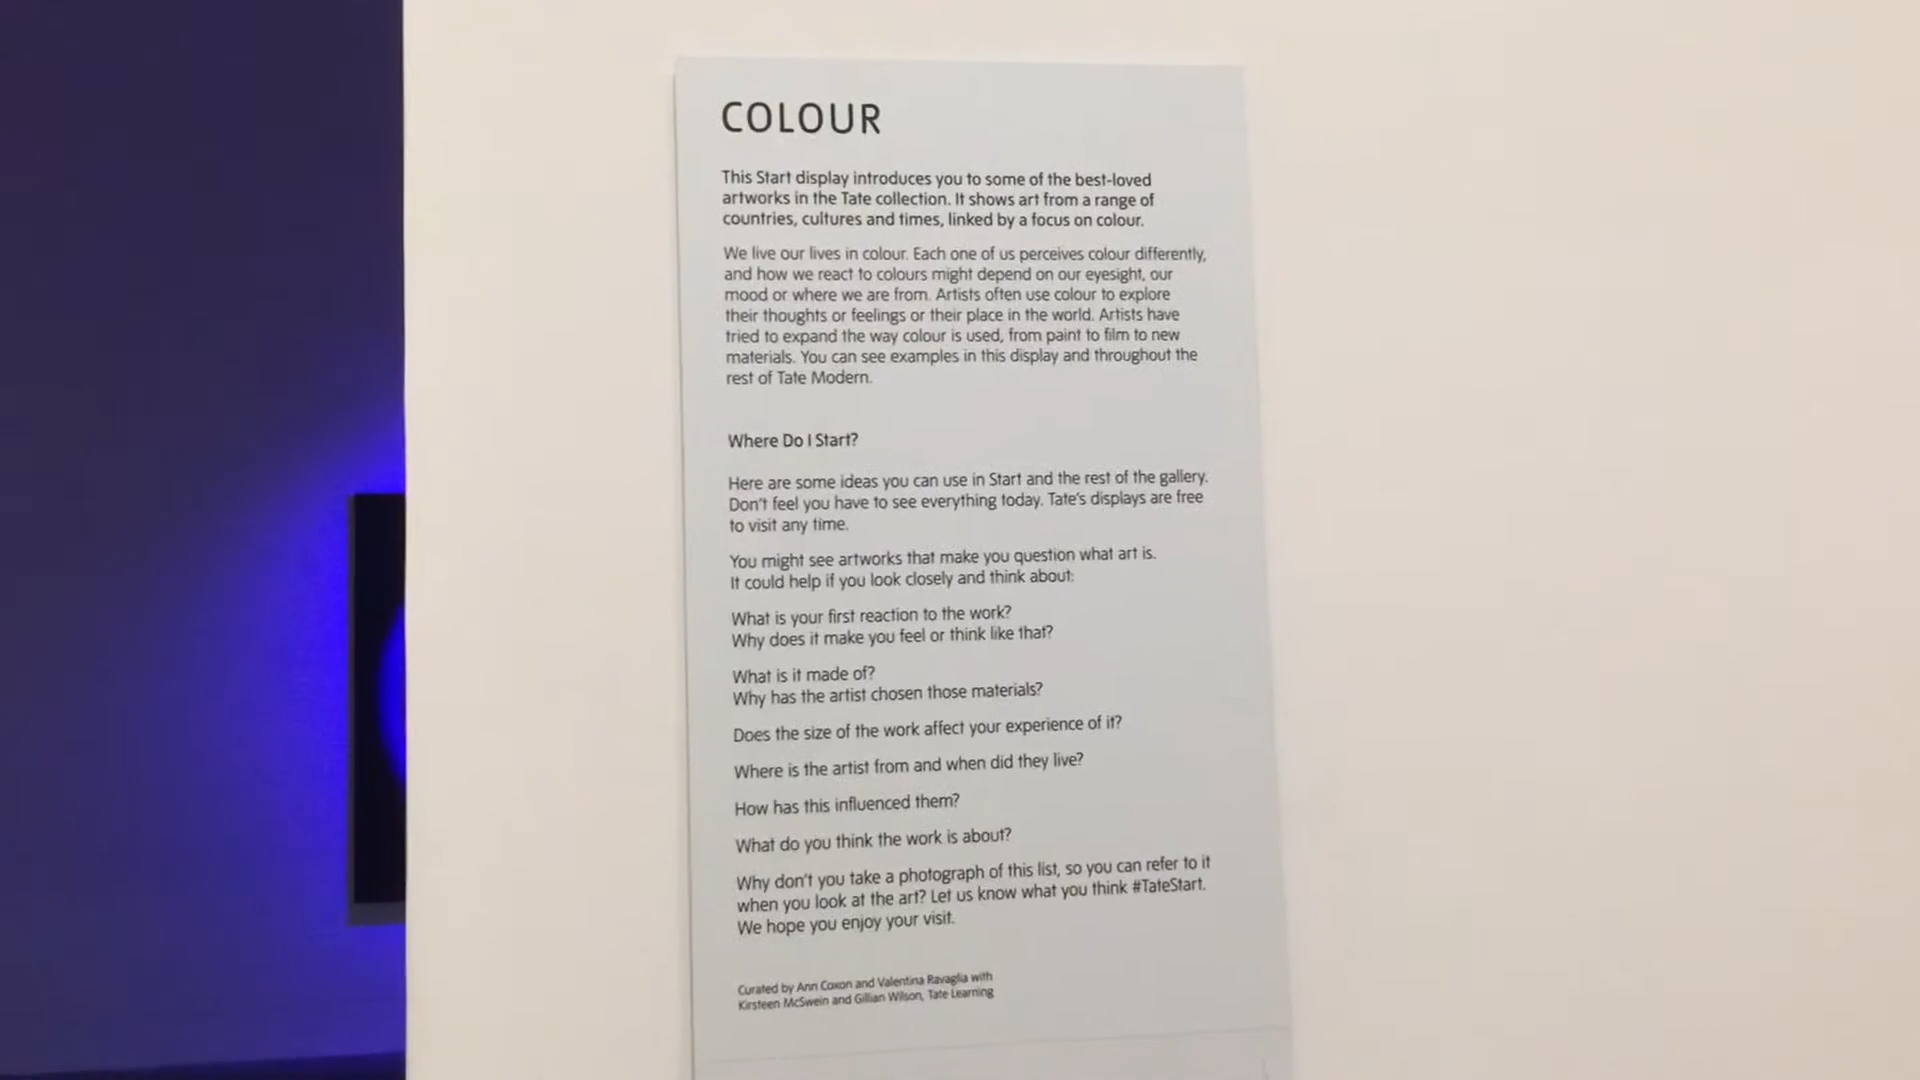 COLOUR
This Start display introduces you to some of the best-loved
artworks in the Tate collection. It shows art from a range of
countries, cultures and times, linked by a focus on colour.
We live our lives in colour. Each one of us perceives colour differently,
and how we react to colours might depend on our eyesight, our
mood or where we are from. Artists often use colour to explore
their thoughts or feelings or their place in the world. Artists have
tried to expand the way colour is used, from paint to film to new
materials. You can see examples in this display and throughout the
rest of Tate Modern.
Where Do I Start?
Here are some ideas you can use in Start and the rest of the gallery.
Don't feel you have to see everything today. Tate's displays are free
to visit any time.
You might see artworks that make you question what art is.
It could help if you look closely and think about:
What is your first reaction to the work?
Why does it make you feel or think like that?
What is it made of?
Why has the artist chosen those materials?
Does the size of the work affect your experience of it?
Where is the artist from and when did they live?
How has this influenced them?
What do you think the work is about?
Why don't you take a photograph of this list, so you can refer to it
when you look at the art? Let us know what you think #TateStart.
We hope you enjoy your visit.
Curated by Ann Coxon and Valentina Ravaglia with
Kirsteen McSwein and Gillian Wilson, Tate Learning